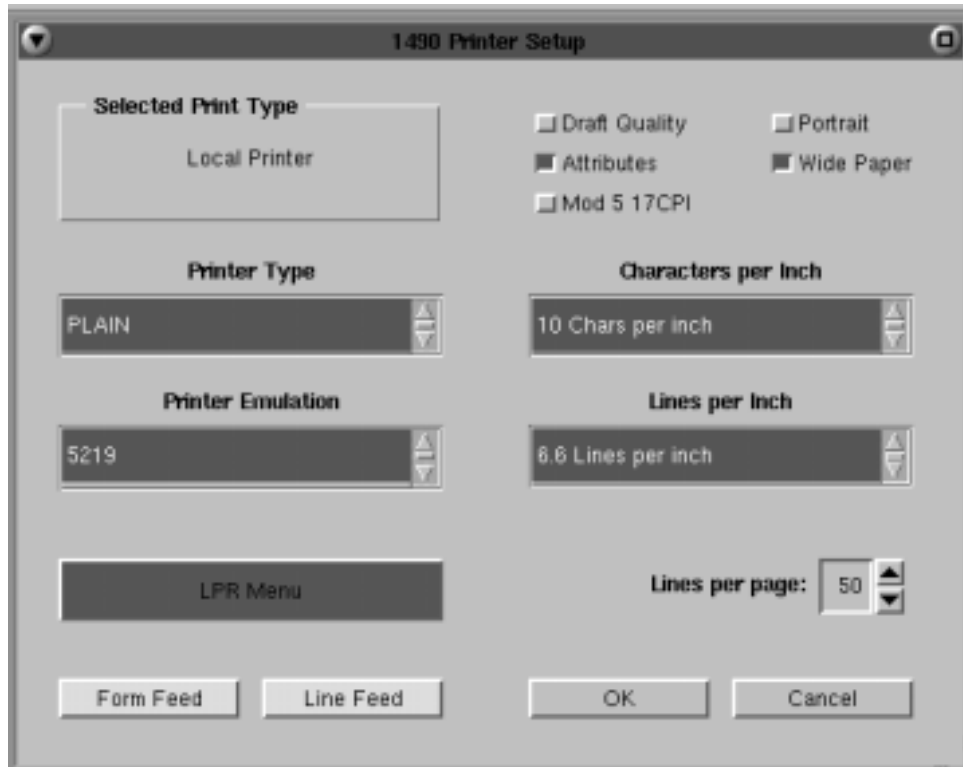 1490 Printer Setup
Selected Print Type
Local Printer
Draft Quality
Portrait
Attributes
Wide Paper
Mod 5 17CPI
Printer Type
Characters per Inch
PLAIN
10 Chars per inch
Printer Emulation
Lines per Inch
5219
6.6 Lines per inch
LPR Menu
Lines per page: 50
Form Feed
Line Feed
OK
Cancel